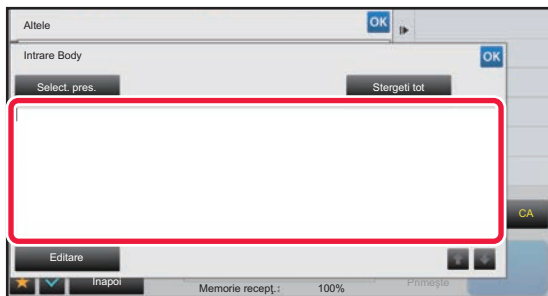 Altele OK
Intrare Body OK
Select. pres. Stergeti tot
CA
Editare
Inapoi Memorie recepţ.: 100% Primeşte